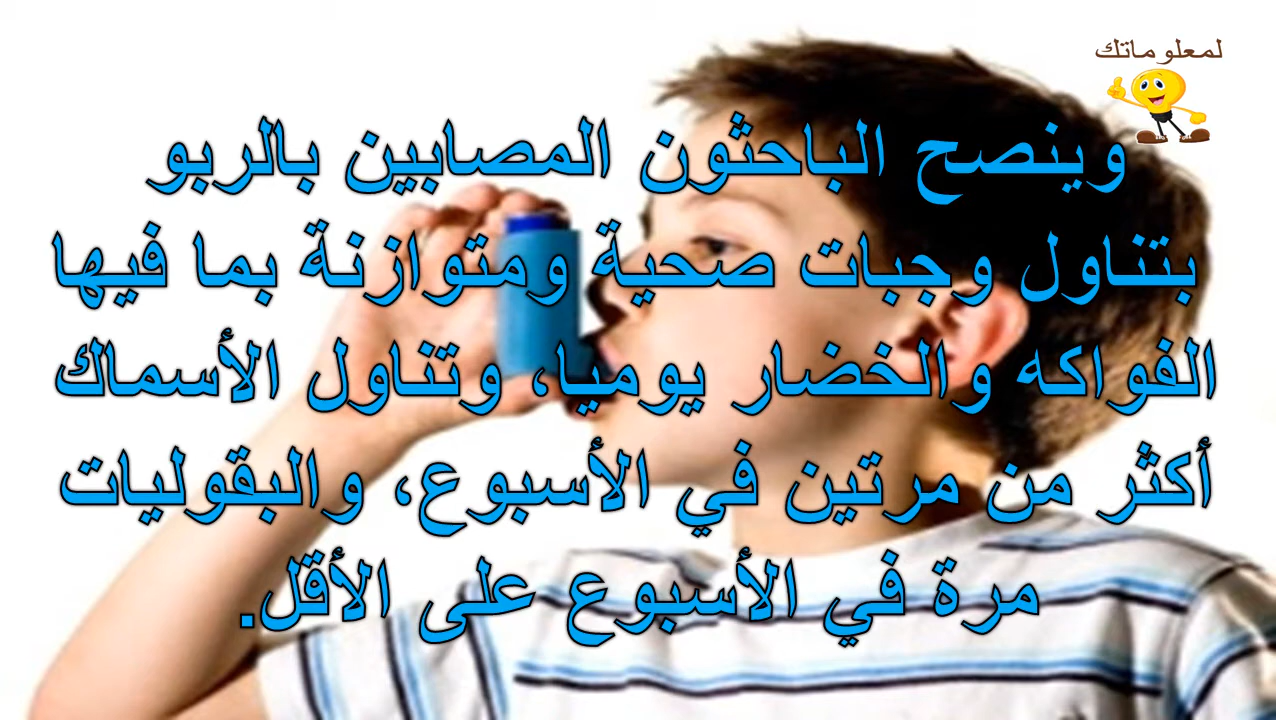 لمعلوماتك
وينصح الباحثون المصابين بالربو
بتناول وجبات صحية ومتوازنة بما فيها
الفواكه والخضار يوميا، وتناول الأسماك
أكثر من مرتين في الأسبوع، والبقوليات
مرة في الأسبوع على الأقل.